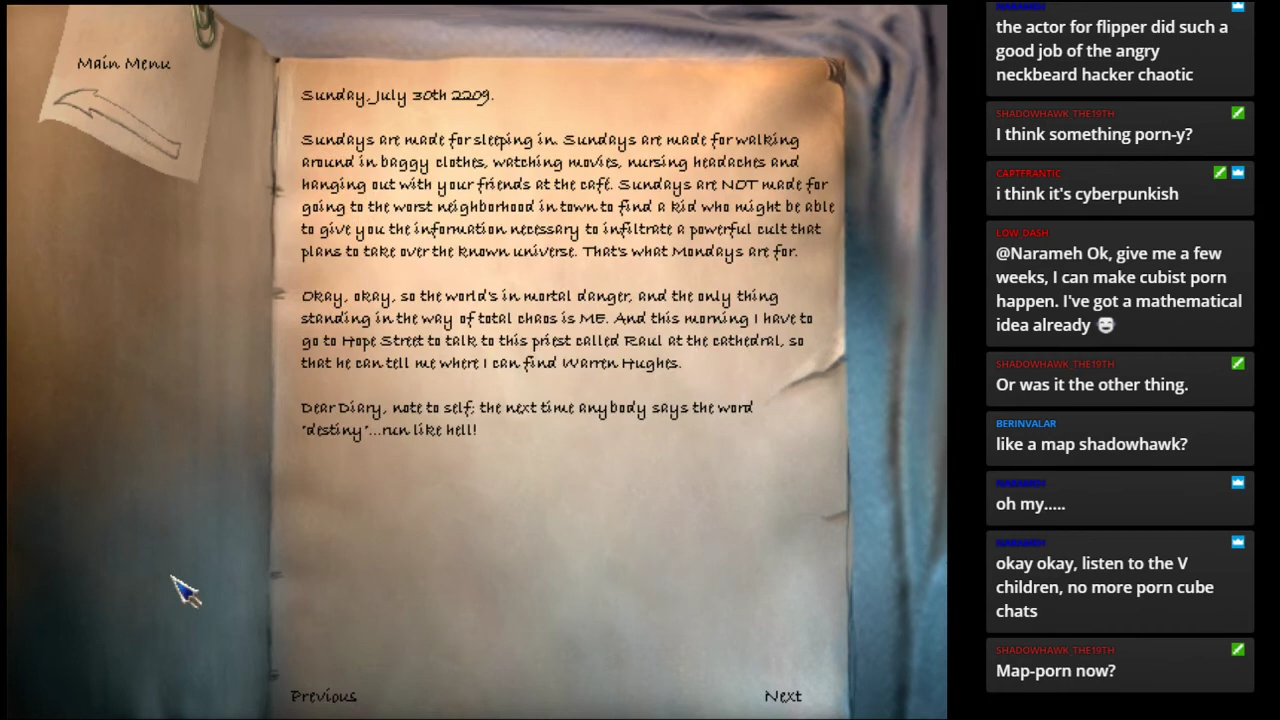 Main Menu
Sunday, July 30th 2209.
Sundays are made for sleeping in. Sundays are made for walking
around in baggy clothes, watching movies, nursing headaches and
hanging out with your friends at the café. Sundays are NOT made for
going to the worst neighborhood in town to find a kid who might be able
to give you the information necessary to infiltrate a powerful cult that
plans to take over the known universe. That's what Mondays are for.
Okay, okay, so the world's in mortal danger, and the only thing
standing in the way of total chaos is ME. And this morning I have to
go to Hope Street to talk to this priest called Raul at the cathedral, so
that he can tell me where I can find Warren Hughes.
Dear Diary, note to self; the next time anybody says the word
"destiny"...run like hell!
Previous
Next
NARAMEH
the actor for flipper did such a
good job of the angry
neckbeard hacker chaotic
SHADOWHAWK_THE19TH
I think something porn-y?
CAPTFRANTIC
i think it's cyberpunkish
LOW_DASH
@Narameh Ok, give me a few
weeks, I can make cubist porn
happen. I've got a mathematical
idea already
SHADOWHAWK_THE19TH
Or was it the other thing.
BERINVALAR
like a map shadowhawk?
NARAMEH
oh my.....
NARAMEH
okay okay, listen to the V
children, no more porn cube
chats
SHADOWHAWK_THE19TH
Map-porn now?